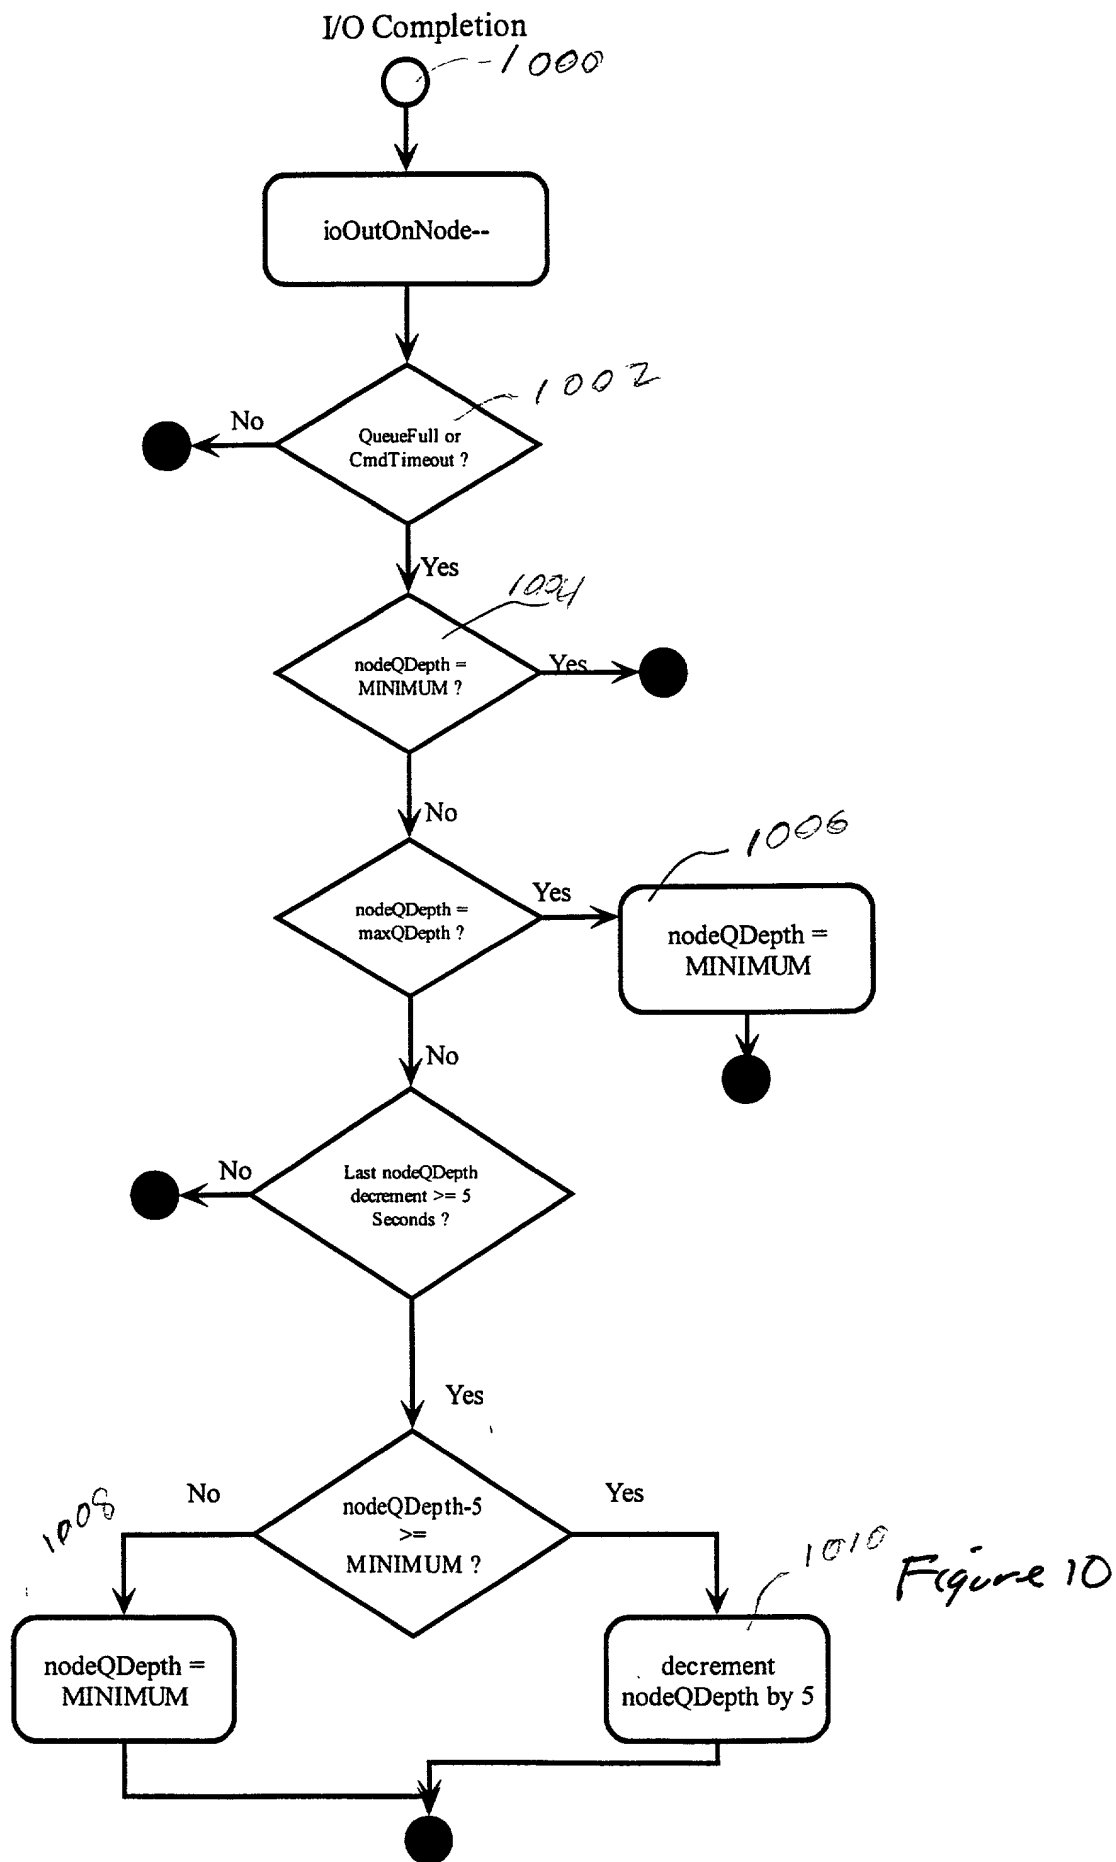 I/O Completion
1000
ioOutOnNode--
1002
No
QueueFull or
CmdTimeout ?
Yes
1004
nodeQDepth =
MINIMUM ?
Yes
No
1006
nodeQDepth =
maxQDepth ?
Yes
nodeQDepth =
MINIMUM
No
No
Last nodeQDepth
decrement >= 5
Seconds ?
Yes
No
nodeQDepth-5
>=
MINIMUM ?
Yes
1008
1010
Figure 10
nodeQDepth =
MINIMUM
decrement
nodeQDepth by 5